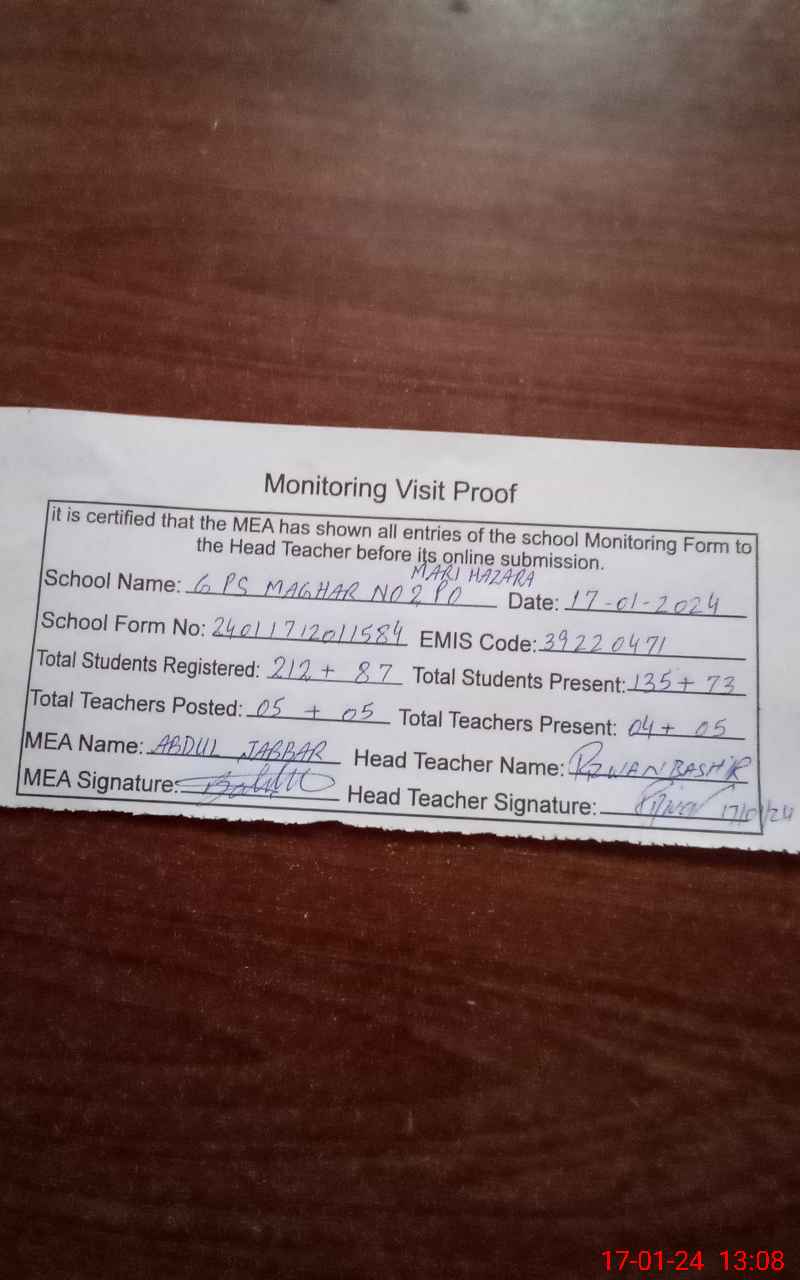 Monitoring Visit Proof
it is certified that the MEA has shown all entries of the school Monitoring Form to
the Head Teacher before its online submission.
MARI HAZARA
School Name: G PS MAGHAR NO 2 PO Date: 17-01-2024
School Form No: 24011712011584 EMIS Code: 39220471
Total Students Registered: 212 + 87 Total Students Present: 135 + 73
Total Teachers Posted: 05 + 05 Total Teachers Present: 04 + 05
MEA Name: ABDUL JABBAR Head Teacher Name: RIZWAN BASHIR
MEA Signature: Head Teacher Signature: 17/01/24
17-01-24 13:08